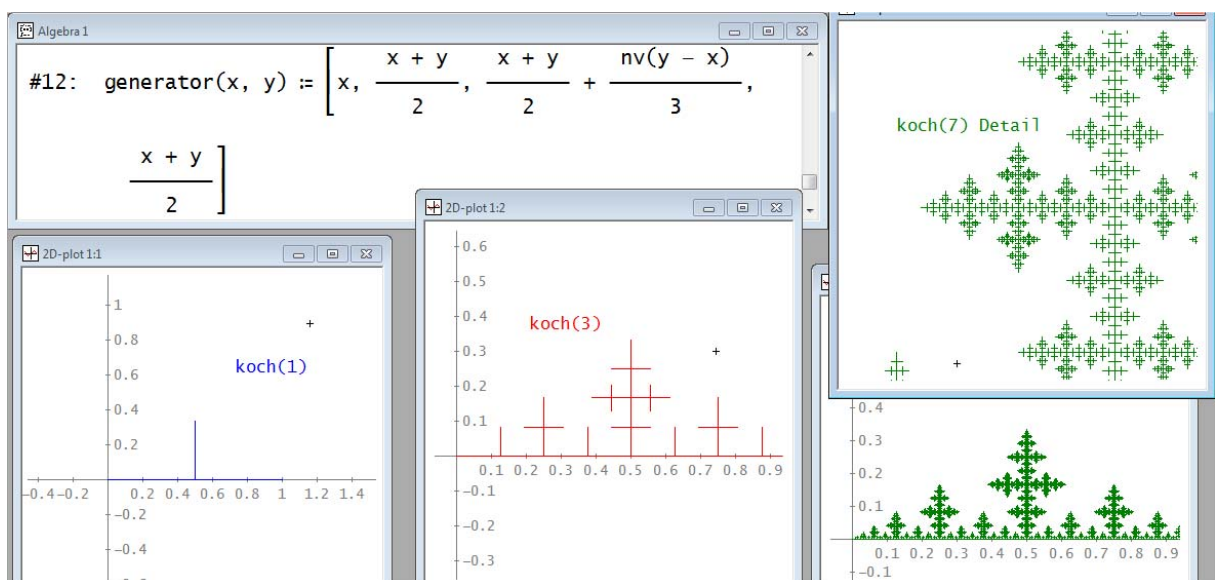 Algebra 1
#12: generator(x, y) := [x, (x + y)/2, (x + y)/2 + nv(y − x)/3,
(x + y)/2]
2D-plot 1:1
1
0.8
koch(1)
0.6
0.4
0.2
-0.4 -0.2 0.2 0.4 0.6 0.8 1 1.2 1.4
-0.2
-0.4
2D-plot 1:2
0.6
0.5
0.4
koch(3)
0.3
0.2
0.1
0.1 0.2 0.3 0.4 0.5 0.6 0.7 0.8 0.9
-0.1
-0.2
-0.3
koch(7) Detail
0.4
0.3
0.2
0.1
0.1 0.2 0.3 0.4 0.5 0.6 0.7 0.8 0.9
-0.1